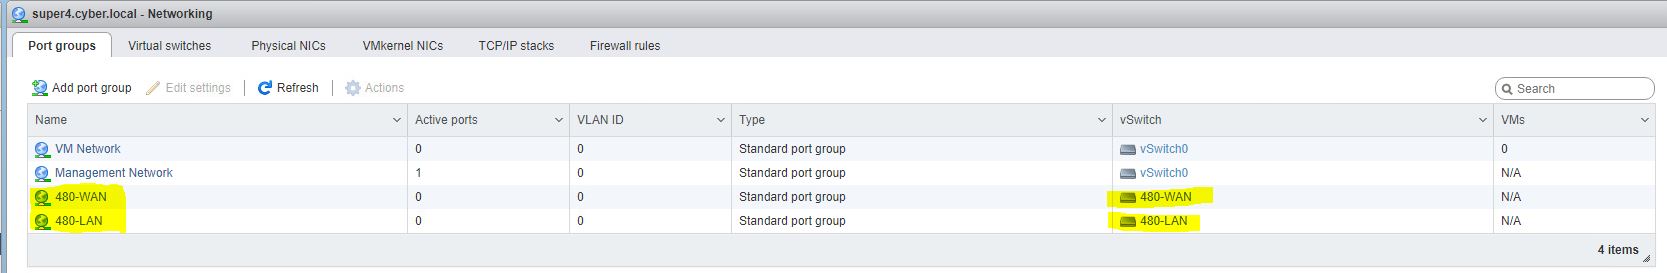 super4.cyber.local - Networking
Port groups Virtual switches Physical NICs VMkernel NICs TCP/IP stacks Firewall rules
Add port group Edit settings Refresh Actions Search
Name Active ports VLAN ID Type vSwitch VMs
VM Network 0 0 Standard port group vSwitch0 0
Management Network 1 0 Standard port group vSwitch0 N/A
480-WAN 0 0 Standard port group 480-WAN N/A
480-LAN 0 0 Standard port group 480-LAN N/A
4 items